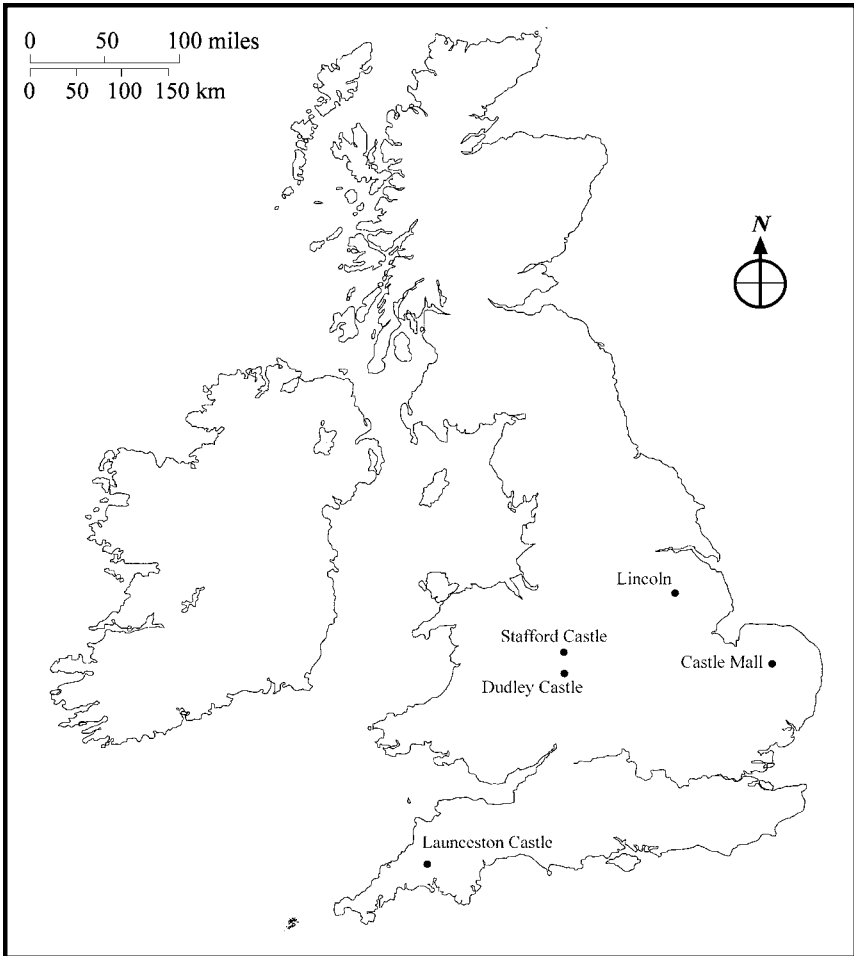 0 50 100 miles
0 50 100 150 km
N
Lincoln
Stafford Castle
Castle Mall
Dudley Castle
Launceston Castle